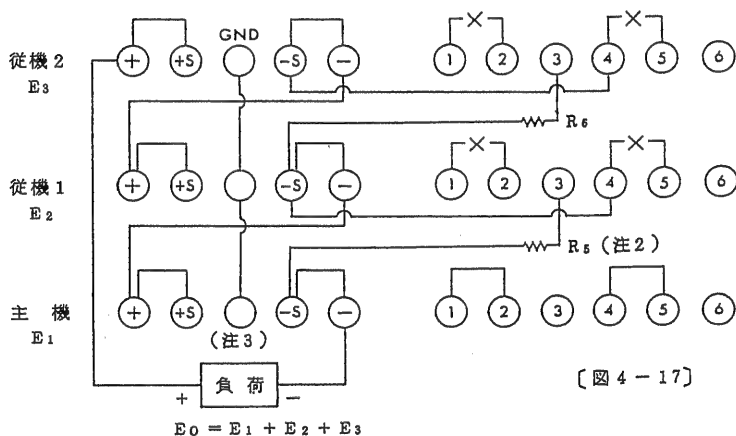 GND
従機2 + +S -S - 1 2 3 4 5 6
E3
R6
従機1 + +S -S - 1 2 3 4 5 6
E2
R5 (注2)
主機 + +S -S - 1 2 3 4 5 6
E1
(注3)
+ 負荷 −
〔図4-17〕
E0 = E1 + E2 + E3